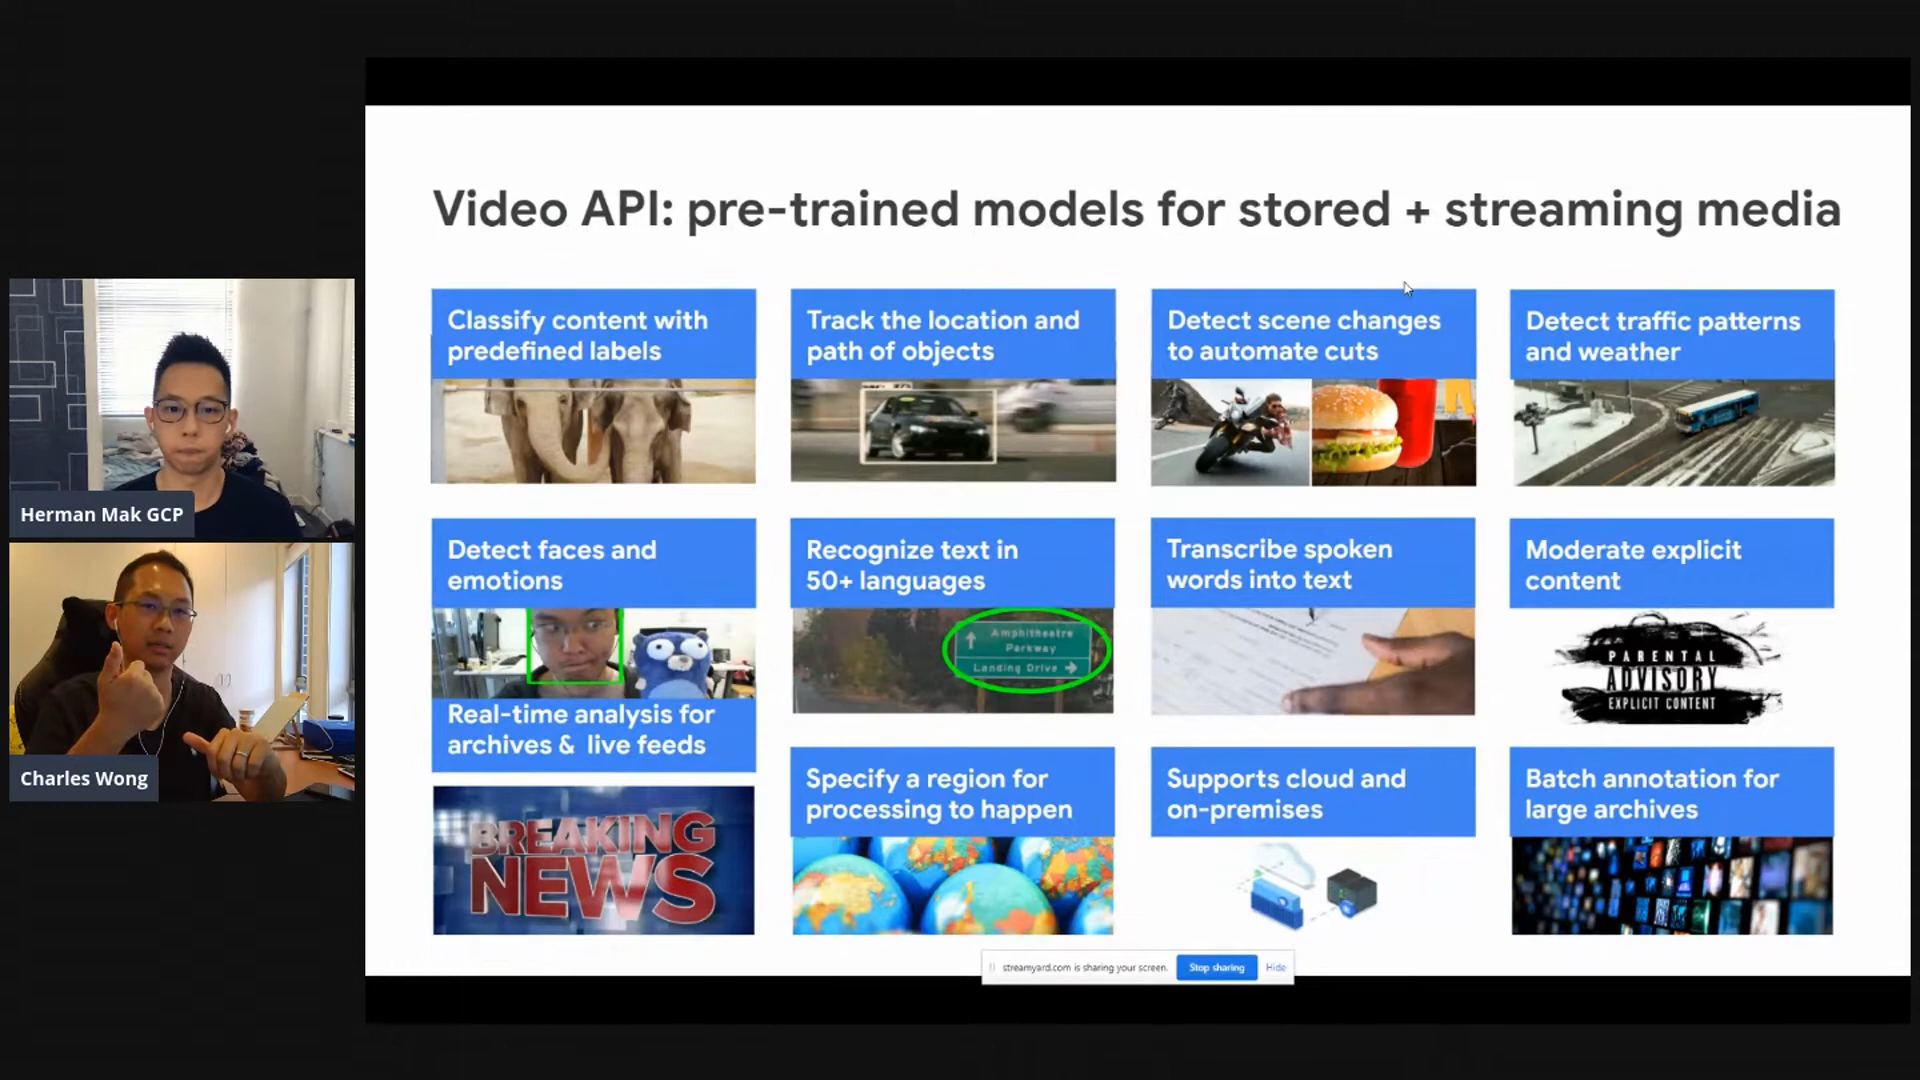 Video API: pre-trained models for stored + streaming media
Classify content with
predefined labels
Track the location and
path of objects
Detect scene changes
to automate cuts
Detect traffic patterns
and weather
Herman Mak GCP
Detect faces and
emotions
Recognize text in
50+ languages
Amphitheatre
Parkway
Landing Drive
Transcribe spoken
words into text
Moderate explicit
content
PARENTAL
ADVISORY
EXPLICIT CONTENT
Charles Wong
Real-time analysis for
archives & live feeds
BREAKING
NEWS
Specify a region for
processing to happen
Supports cloud and
on-premises
Batch annotation for
large archives
streamyard.com is sharing your screen.
Stop sharing
Hide